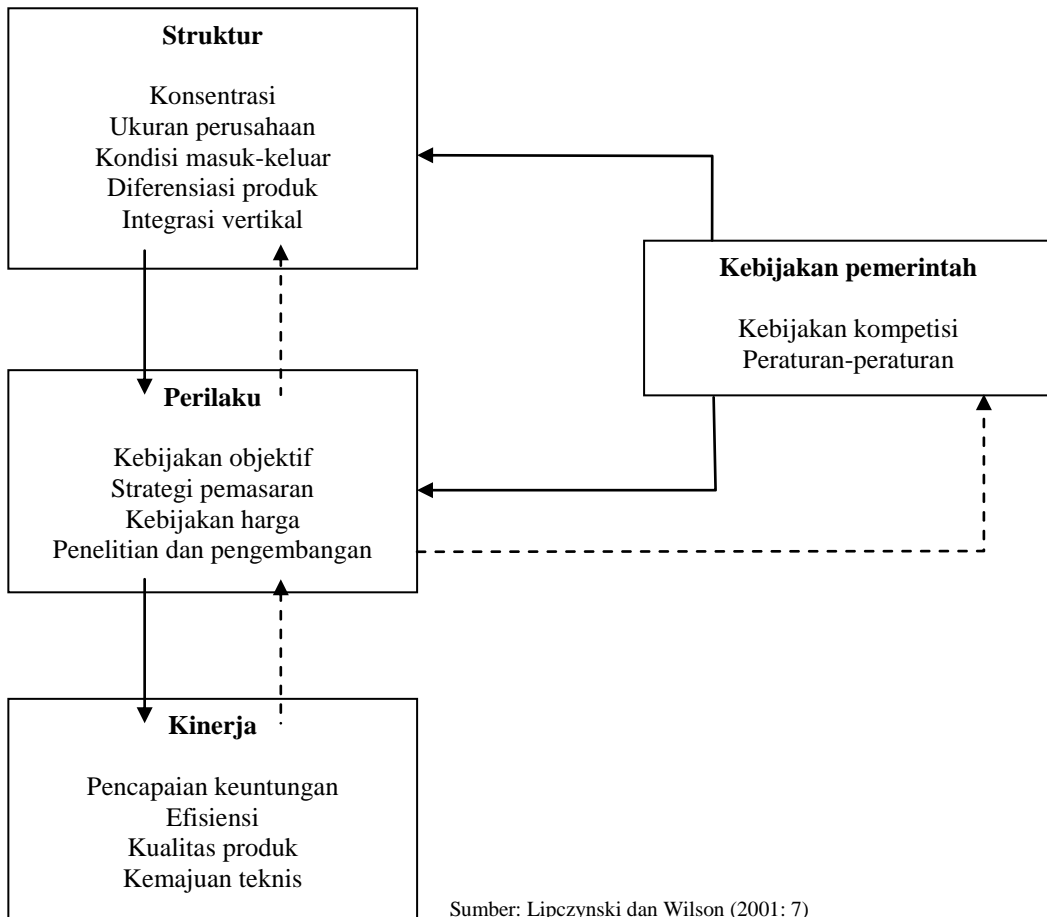 Struktur
Konsentrasi
Ukuran perusahaan
Kondisi masuk-keluar
Diferensiasi produk
Integrasi vertikal
Kebijakan pemerintah
Kebijakan kompetisi
Peraturan-peraturan
Perilaku
Kebijakan objektif
Strategi pemasaran
Kebijakan harga
Penelitian dan pengembangan
Kinerja
Pencapaian keuntungan
Efisiensi
Kualitas produk
Kemajuan teknis
Sumber: Lipczynski dan Wilson (2001: 7)